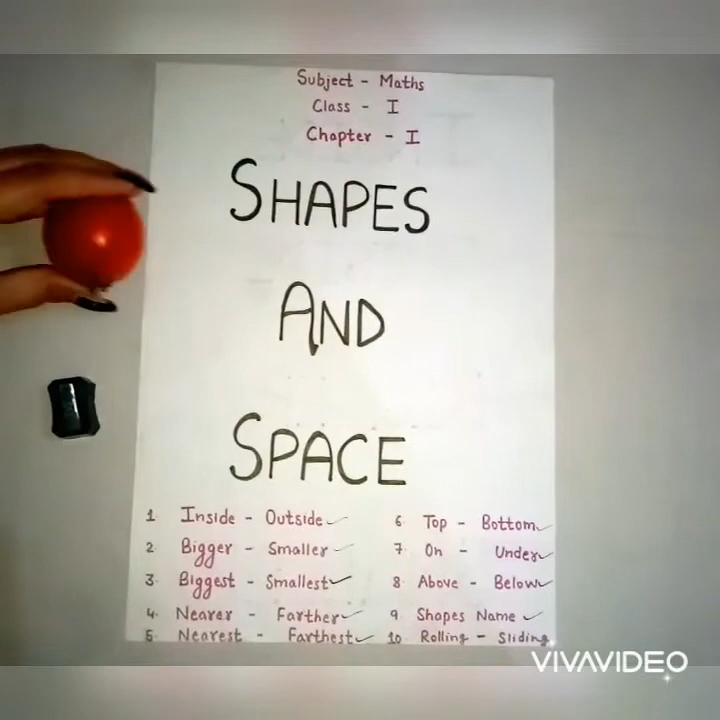 Subject - Maths
Class - I
Chapter - I
SHAPES
AND
SPACE
1 Inside - Outside ✓
2 Bigger - Smaller ✓
3. Biggest - Smallest ✓
4. Nearer - Farther ✓
5. Nearest - Farthest ✓
6 Top - Bottom ✓
7 On - Under ✓
8 Above - Below ✓
9 Shapes Name ✓
10 Rolling - Sliding
VIVAVIDEO